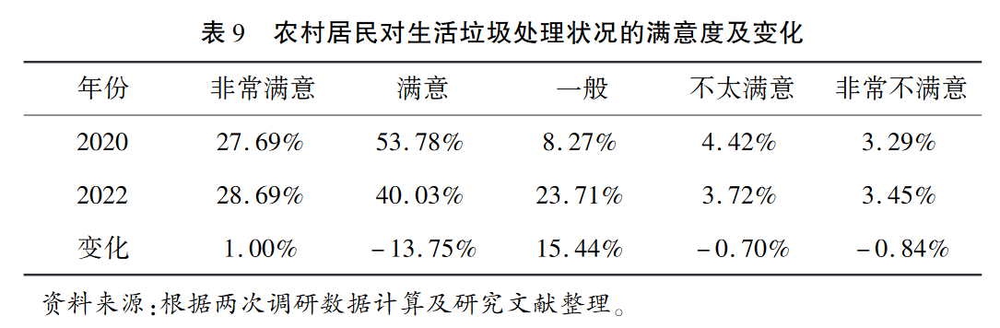 表 9 农村居民对生活垃圾处理状况的满意度及变化
年份 非常满意 满意 一般 不太满意 非常不满意
2020 27.69% 53.78% 8.27% 4.42% 3.29%
2022 28.69% 40.03% 23.71% 3.72% 3.45%
变化 1.00% -13.75% 15.44% -0.70% -0.84%
资料来源:根据两次调研数据计算及研究文献整理。